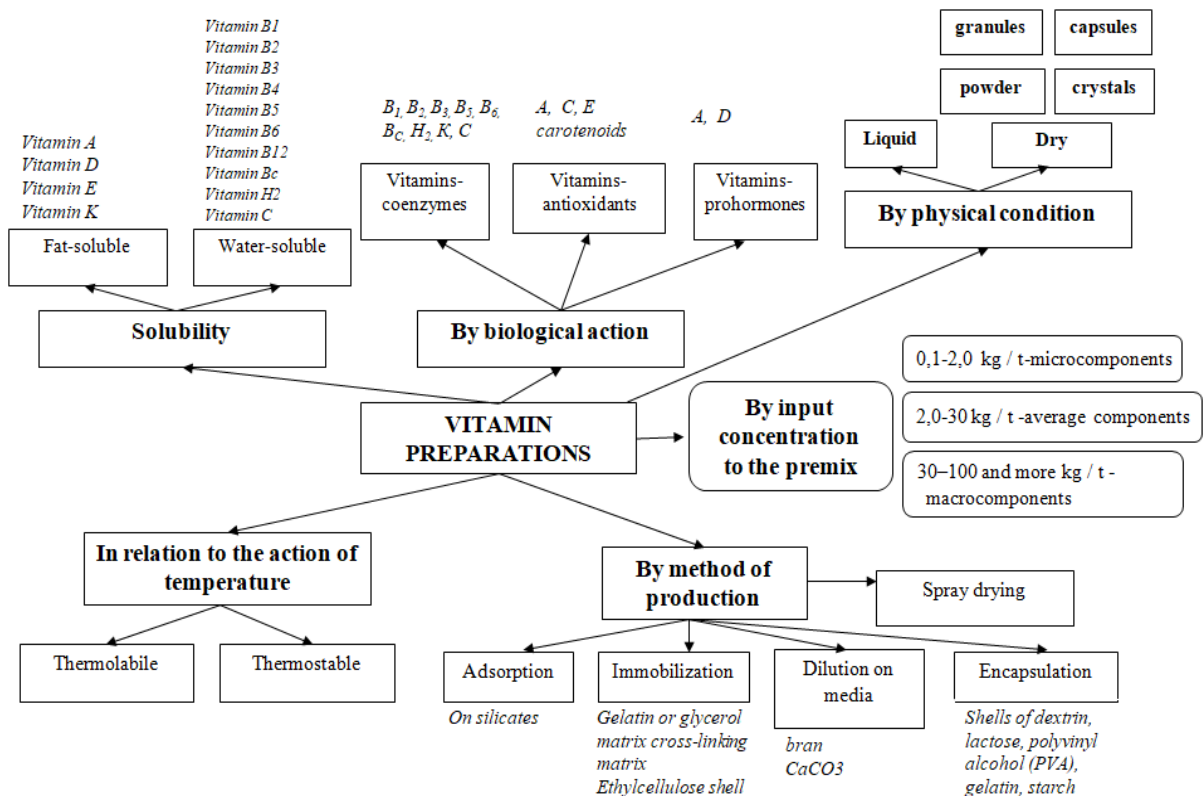 Vitamin B1
Vitamin B2
Vitamin B3
Vitamin B4
Vitamin B5
Vitamin B6
Vitamin B12
Vitamin Bc
Vitamin H2
Vitamin C
Vitamin A
Vitamin D
Vitamin E
Vitamin K
Fat-soluble
Water-soluble
Solubility
B1, B2, B3, B5, B6,
BC, H2, K, C
A, C, E
carotenoids
A, D
Vitamins-
coenzymes
Vitamins-
antioxidants
Vitamins-
prohormones
By biological action
granules
capsules
powder
crystals
Liquid
Dry
By physical condition
VITAMIN
PREPARATIONS
By input
concentration
to the premix
0,1-2,0 kg / t-microcomponents
2,0-30 kg / t -average components
30–100 and more kg / t -
macrocomponents
In relation to the action of
temperature
Thermolabile
Thermostable
By method of
production
Spray drying
Adsorption
On silicates
Immobilization
Gelatin or glycerol
matrix cross-linking
matrix
Ethylcellulose shell
Dilution on
media
bran
CaCO3
Encapsulation
Shells of dextrin,
lactose, polyvinyl
alcohol (PVA),
gelatin, starch